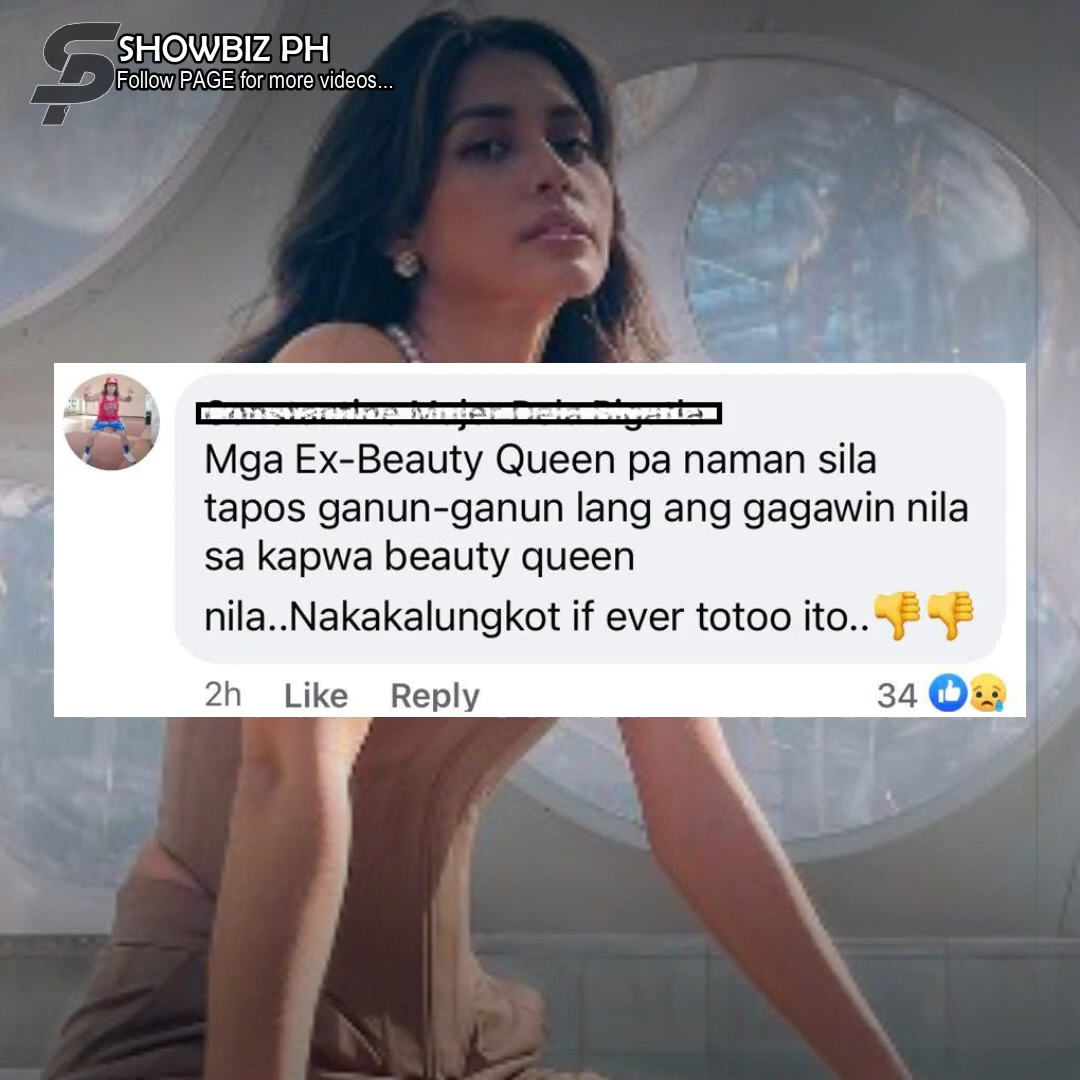 SHOWBIZ PH
Follow PAGE for more videos...
Mga Ex-Beauty Queen pa naman sila
tapos ganun-ganun lang ang gagawin nila
sa kapwa beauty queen
nila..Nakakalungkot if ever totoo ito..👎👎
2h Like Reply 34